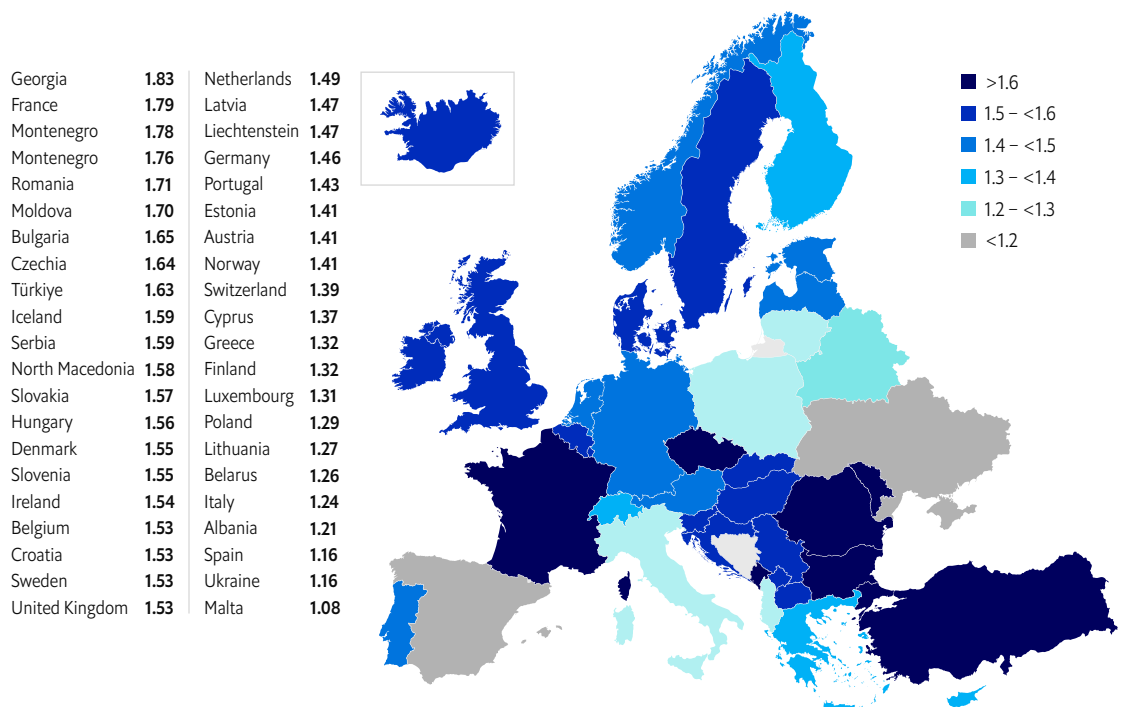 Georgia 1.83
France 1.79
Montenegro 1.78
Montenegro 1.76
Romania 1.71
Moldova 1.70
Bulgaria 1.65
Czechia 1.64
Türkiye 1.63
Iceland 1.59
Serbia 1.59
North Macedonia 1.58
Slovakia 1.57
Hungary 1.56
Denmark 1.55
Slovenia 1.55
Ireland 1.54
Belgium 1.53
Croatia 1.53
Sweden 1.53
United Kingdom 1.53
Netherlands 1.49
Latvia 1.47
Liechtenstein 1.47
Germany 1.46
Portugal 1.43
Estonia 1.41
Austria 1.41
Norway 1.41
Switzerland 1.39
Cyprus 1.37
Greece 1.32
Finland 1.32
Luxembourg 1.31
Poland 1.29
Lithuania 1.27
Belarus 1.26
Italy 1.24
Albania 1.21
Spain 1.16
Ukraine 1.16
Malta 1.08
>1.6
1.5 – <1.6
1.4 – <1.5
1.3 – <1.4
1.2 – <1.3
<1.2